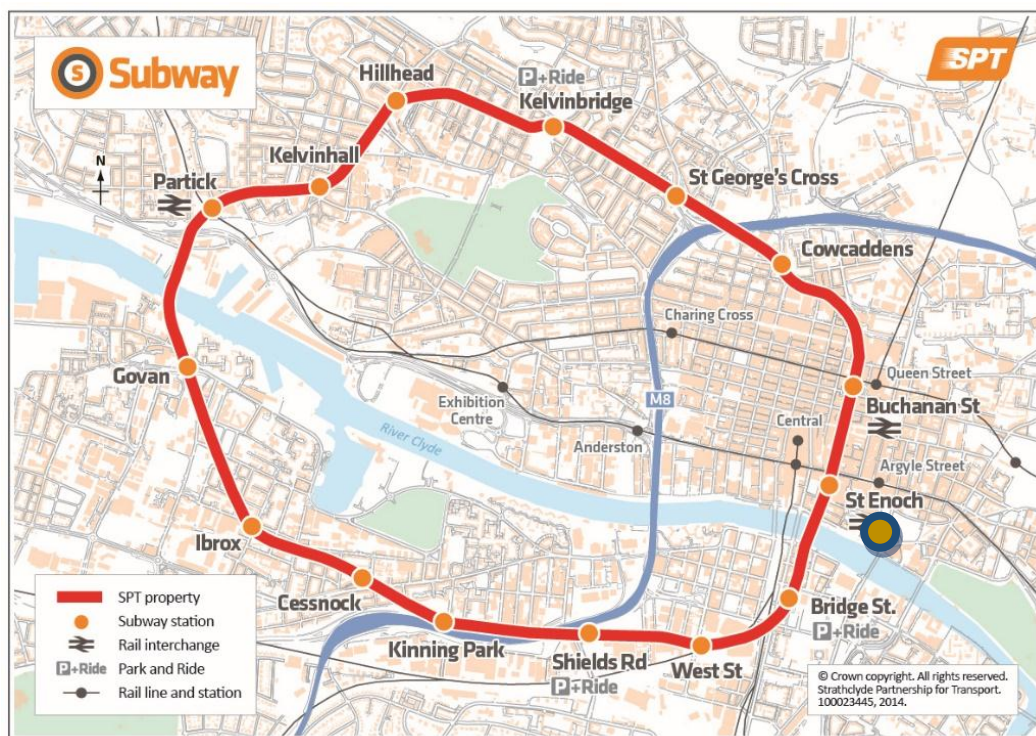 S Subway
SPT
Hillhead
P+Ride
Kelvinbridge
Kelvinhall
N
Partick
St George's Cross
Cowcaddens
Charing Cross
Govan
Queen Street
Exhibition
Centre
M8
Buchanan St
Central
River Clyde
Anderston
Argyle Street
St Enoch
Ibrox
Cessnock
Bridge St.
P+Ride
Kinning Park
Shields Rd
P+Ride
West St
SPT property
Subway station
Rail interchange
P+Ride Park and Ride
Rail line and station
© Crown copyright. All rights reserved.
Strathclyde Partnership for Transport.
100023445, 2014.